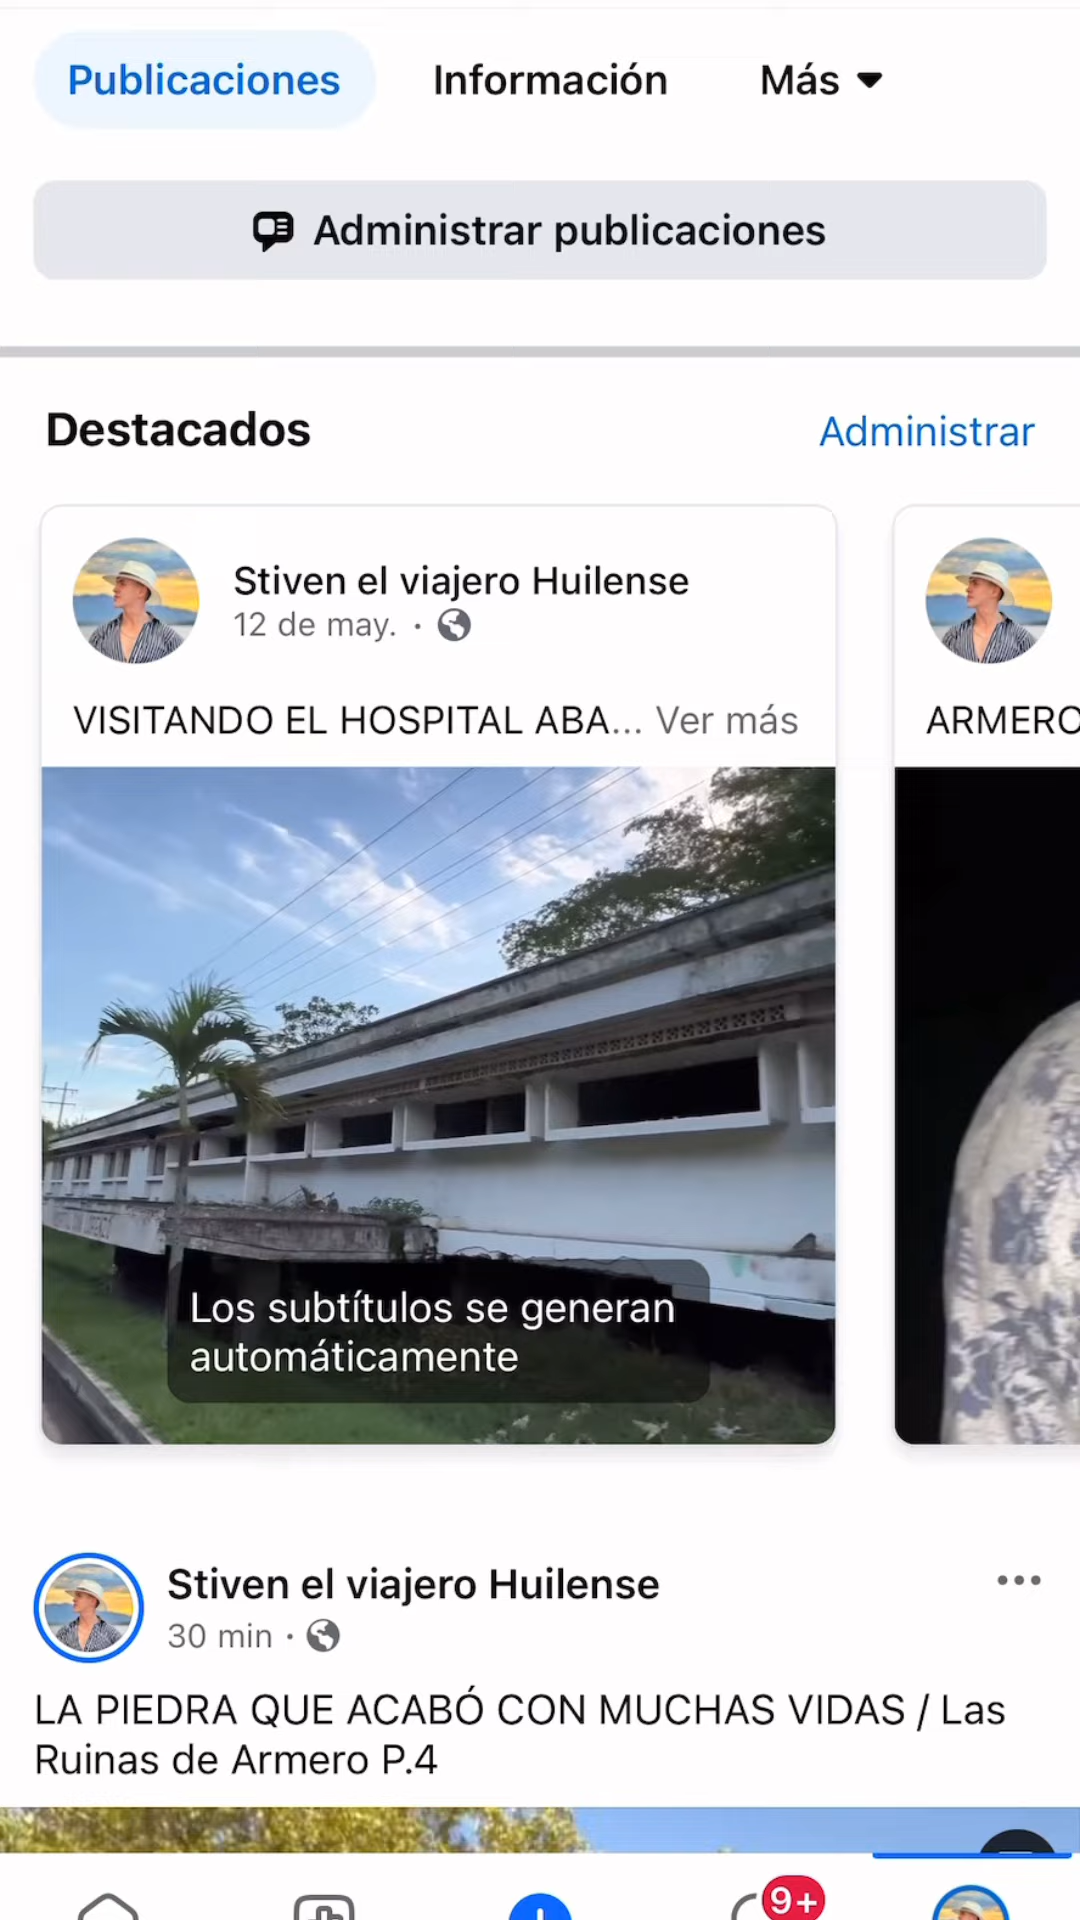 Publicaciones Información Más
Administrar publicaciones
Destacados Administrar
Stiven el viajero Huilense
12 de may. ·
VISITANDO EL HOSPITAL ABA... Ver más
ARMERO
Los subtítulos se generan
automáticamente
Stiven el viajero Huilense
30 min ·
LA PIEDRA QUE ACABÓ CON MUCHAS VIDAS / Las
Ruinas de Armero P.4
9+